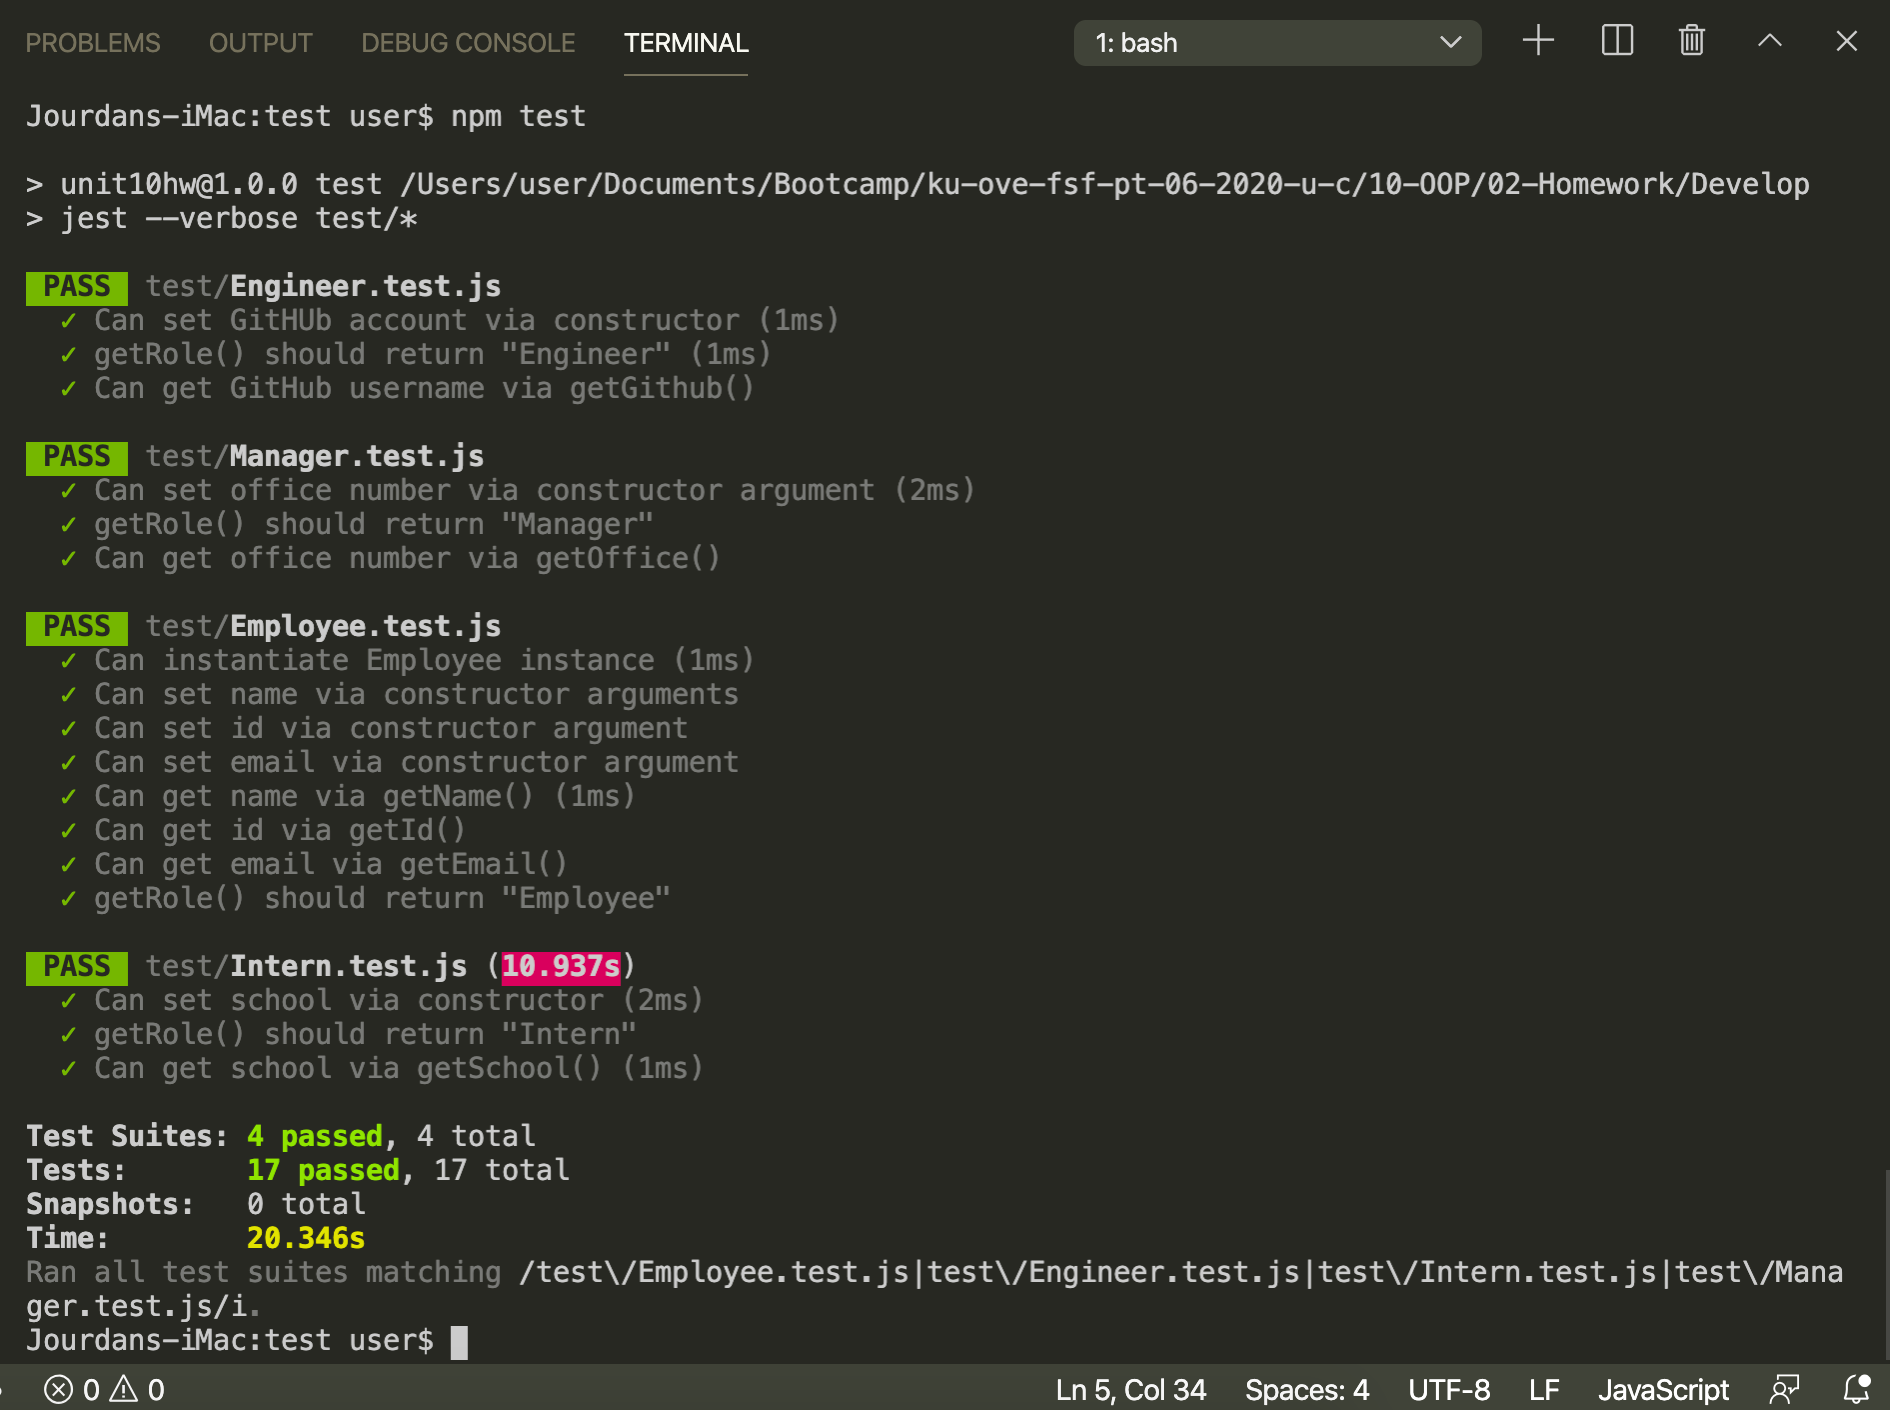 PROBLEMS OUTPUT DEBUG CONSOLE TERMINAL 1: bash
Jourdans-iMac:test user$ npm test
> unit10hw@1.0.0 test /Users/user/Documents/Bootcamp/ku-ove-fsf-pt-06-2020-u-c/10-OOP/02-Homework/Develop
> jest --verbose test/*
PASS test/Engineer.test.js
✓ Can set GitHUb account via constructor (1ms)
✓ getRole() should return "Engineer" (1ms)
✓ Can get GitHub username via getGithub()
PASS test/Manager.test.js
✓ Can set office number via constructor argument (2ms)
✓ getRole() should return "Manager"
✓ Can get office number via getOffice()
PASS test/Employee.test.js
✓ Can instantiate Employee instance (1ms)
✓ Can set name via constructor arguments
✓ Can set id via constructor argument
✓ Can set email via constructor argument
✓ Can get name via getName() (1ms)
✓ Can get id via getId()
✓ Can get email via getEmail()
✓ getRole() should return "Employee"
PASS test/Intern.test.js (10.937s)
✓ Can set school via constructor (2ms)
✓ getRole() should return "Intern"
✓ Can get school via getSchool() (1ms)
Test Suites: 4 passed, 4 total
Tests: 17 passed, 17 total
Snapshots: 0 total
Time: 20.346s
Ran all test suites matching /test\/Employee.test.js|test\/Engineer.test.js|test\/Intern.test.js|test\/Mana
ger.test.js/i.
Jourdans-iMac:test user$
0 0 Ln 5, Col 34 Spaces: 4 UTF-8 LF JavaScript